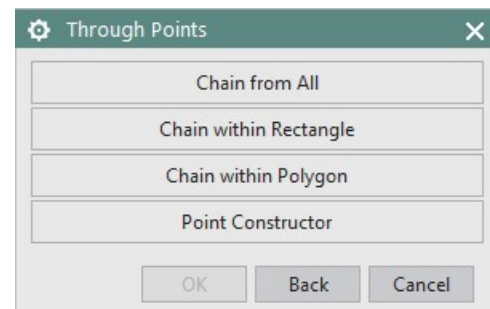 Through Points
Chain from All
Chain within Rectangle
Chain within Polygon
Point Constructor
OK Back Cancel